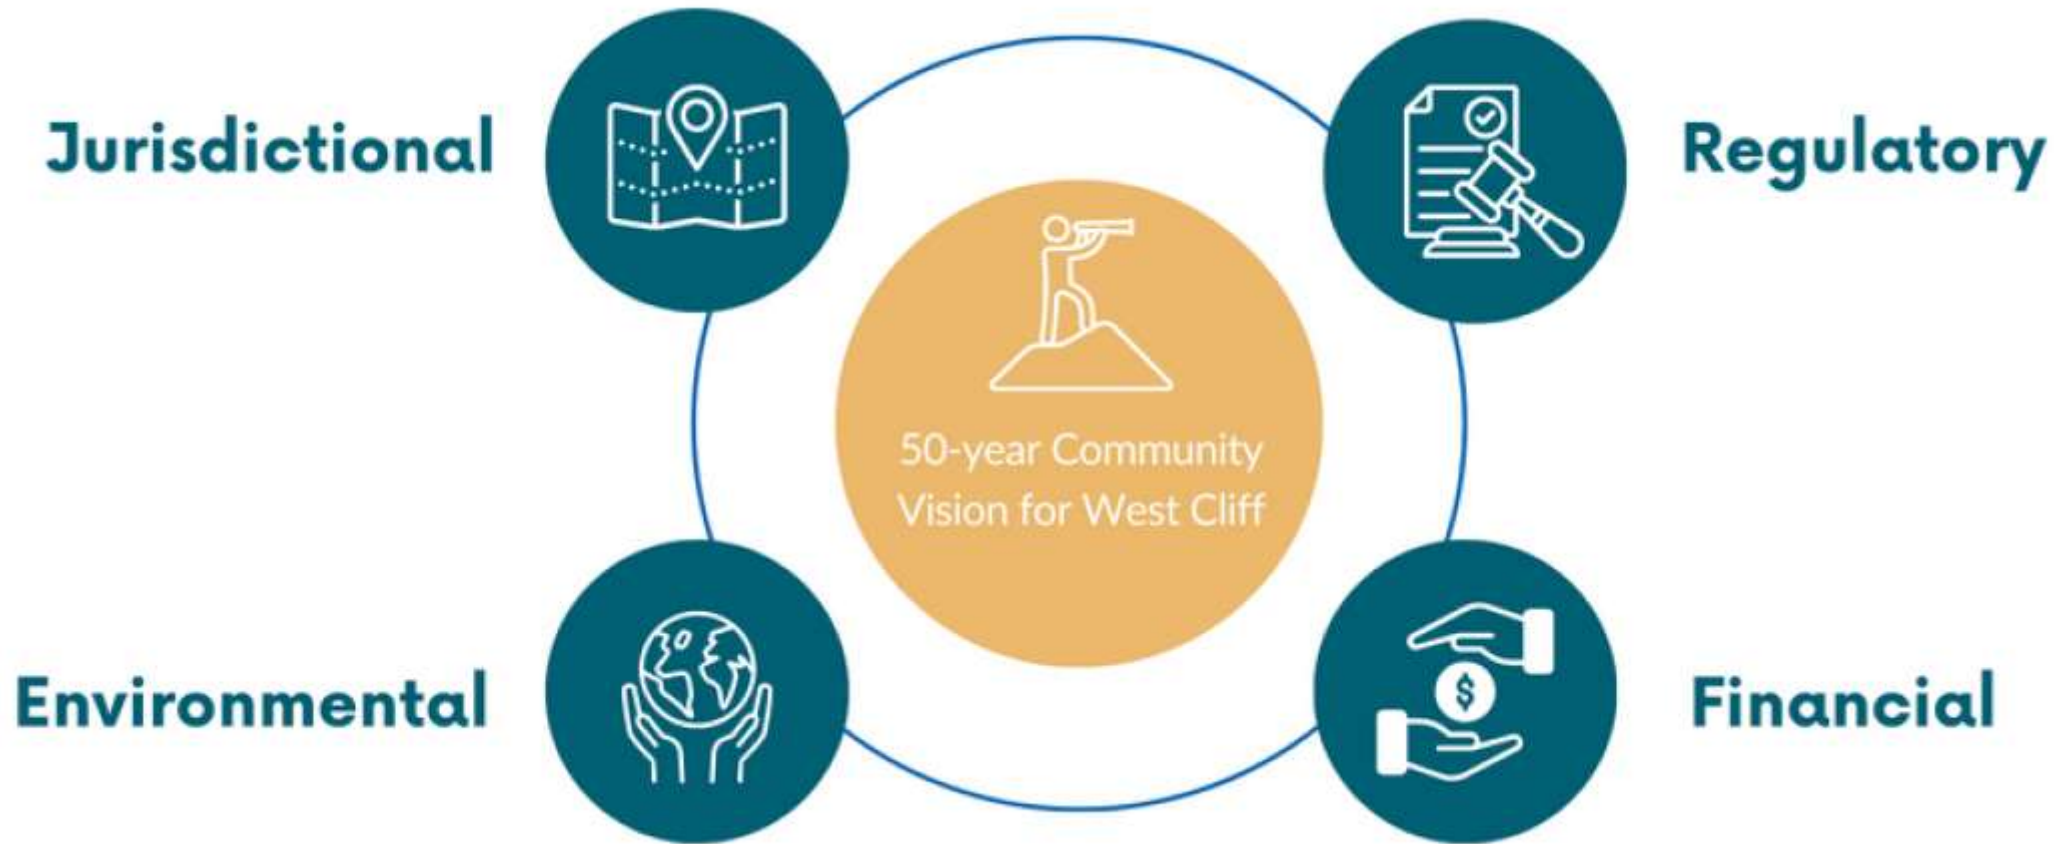 Jurisdictional
Regulatory
50-year Community
Vision for West Cliff
Environmental
$
Financial